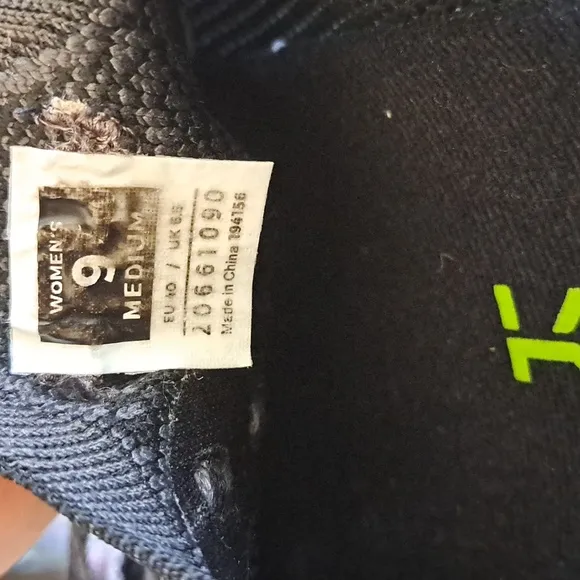 WOMEN'S
9
MEDIUM
EU 40 / UK 6.5
20661090
Made in China 194156